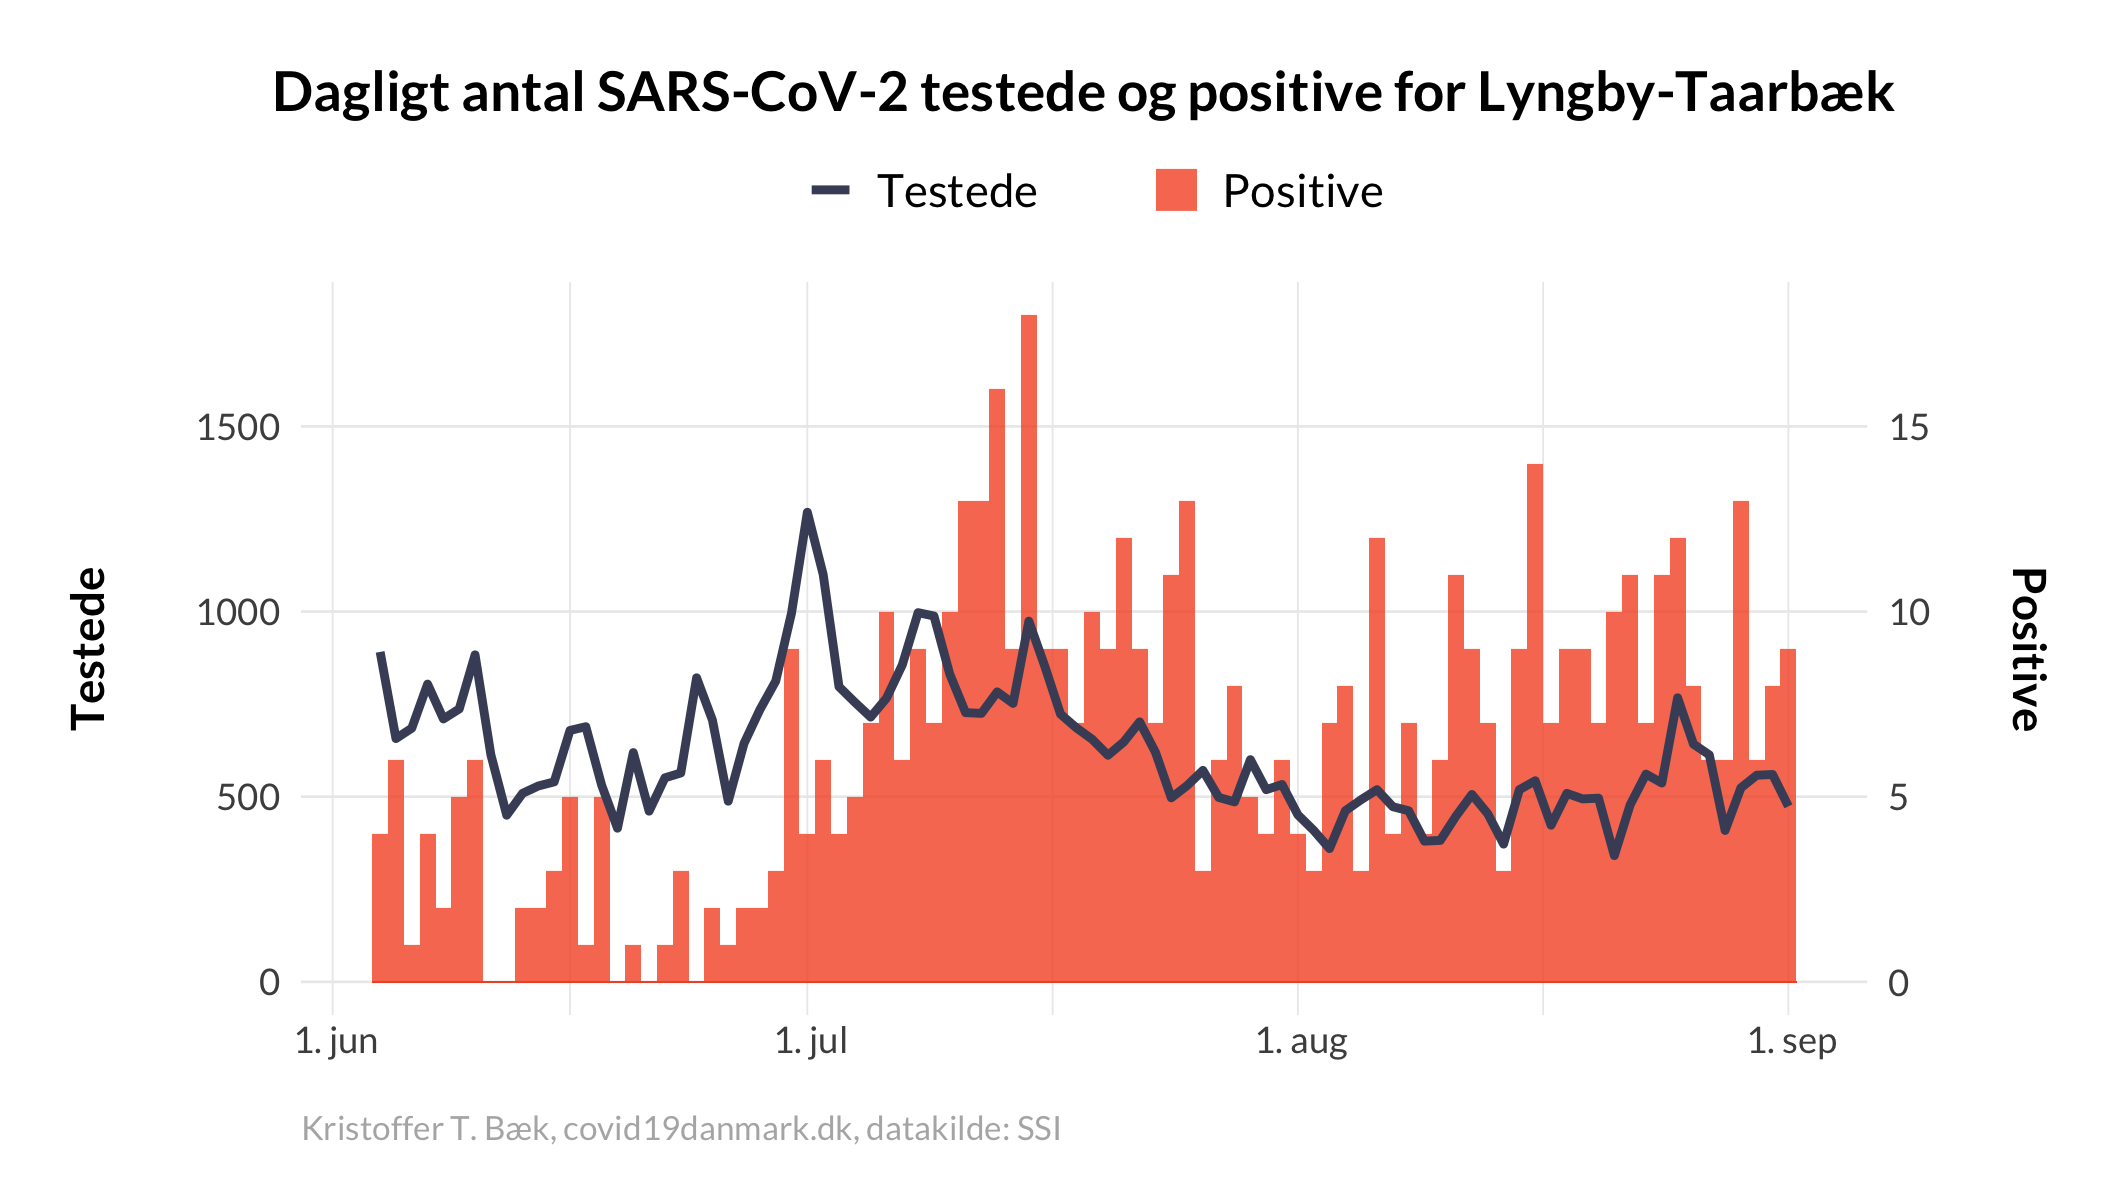 Dagligt antal SARS-CoV-2 testede og positive for Lyngby-Taarbæk
Testede
Positive
1500
1000
500
0
15
10
5
0
Testede
Positive
1. jun
1. jul
1. aug
1. sep
Kristoffer T. Bæk, covid19danmark.dk, datakilde: SSI